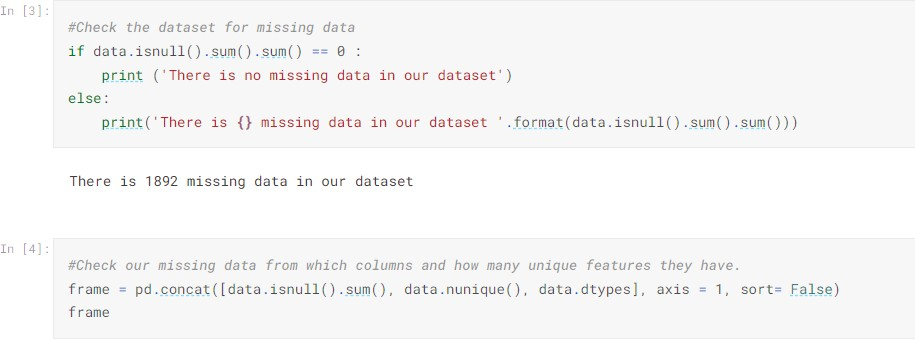 In [3]:
#Check the dataset for missing data
if data.isnull().sum().sum() == 0 :
    print ('There is no missing data in our dataset')
else:
    print('There is {} missing data in our dataset '.format(data.isnull().sum().sum()))
There is 1892 missing data in our dataset
In [4]:
#Check our missing data from which columns and how many unique features they have.
frame = pd.concat([data.isnull().sum(), data.nunique(), data.dtypes], axis = 1, sort= False)
frame